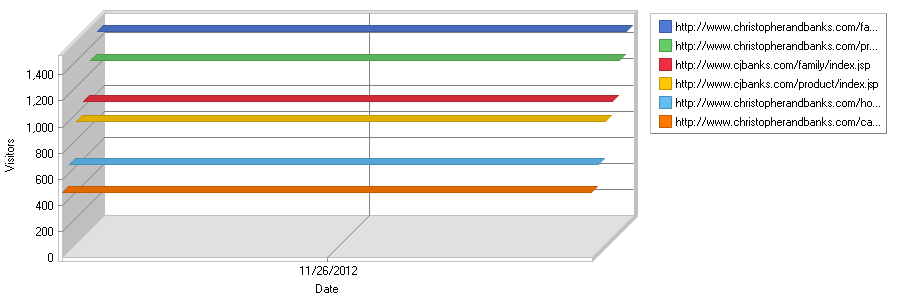 http://www.christopherandbanks.com/fa...
http://www.christopherandbanks.com/pr...
http://www.cjbanks.com/family/index.jsp
http://www.cjbanks.com/product/index.jsp
http://www.christopherandbanks.com/ho...
http://www.christopherandbanks.com/ca...
Visitors
1,400
1,200
1,000
800
600
400
200
0
11/26/2012
Date